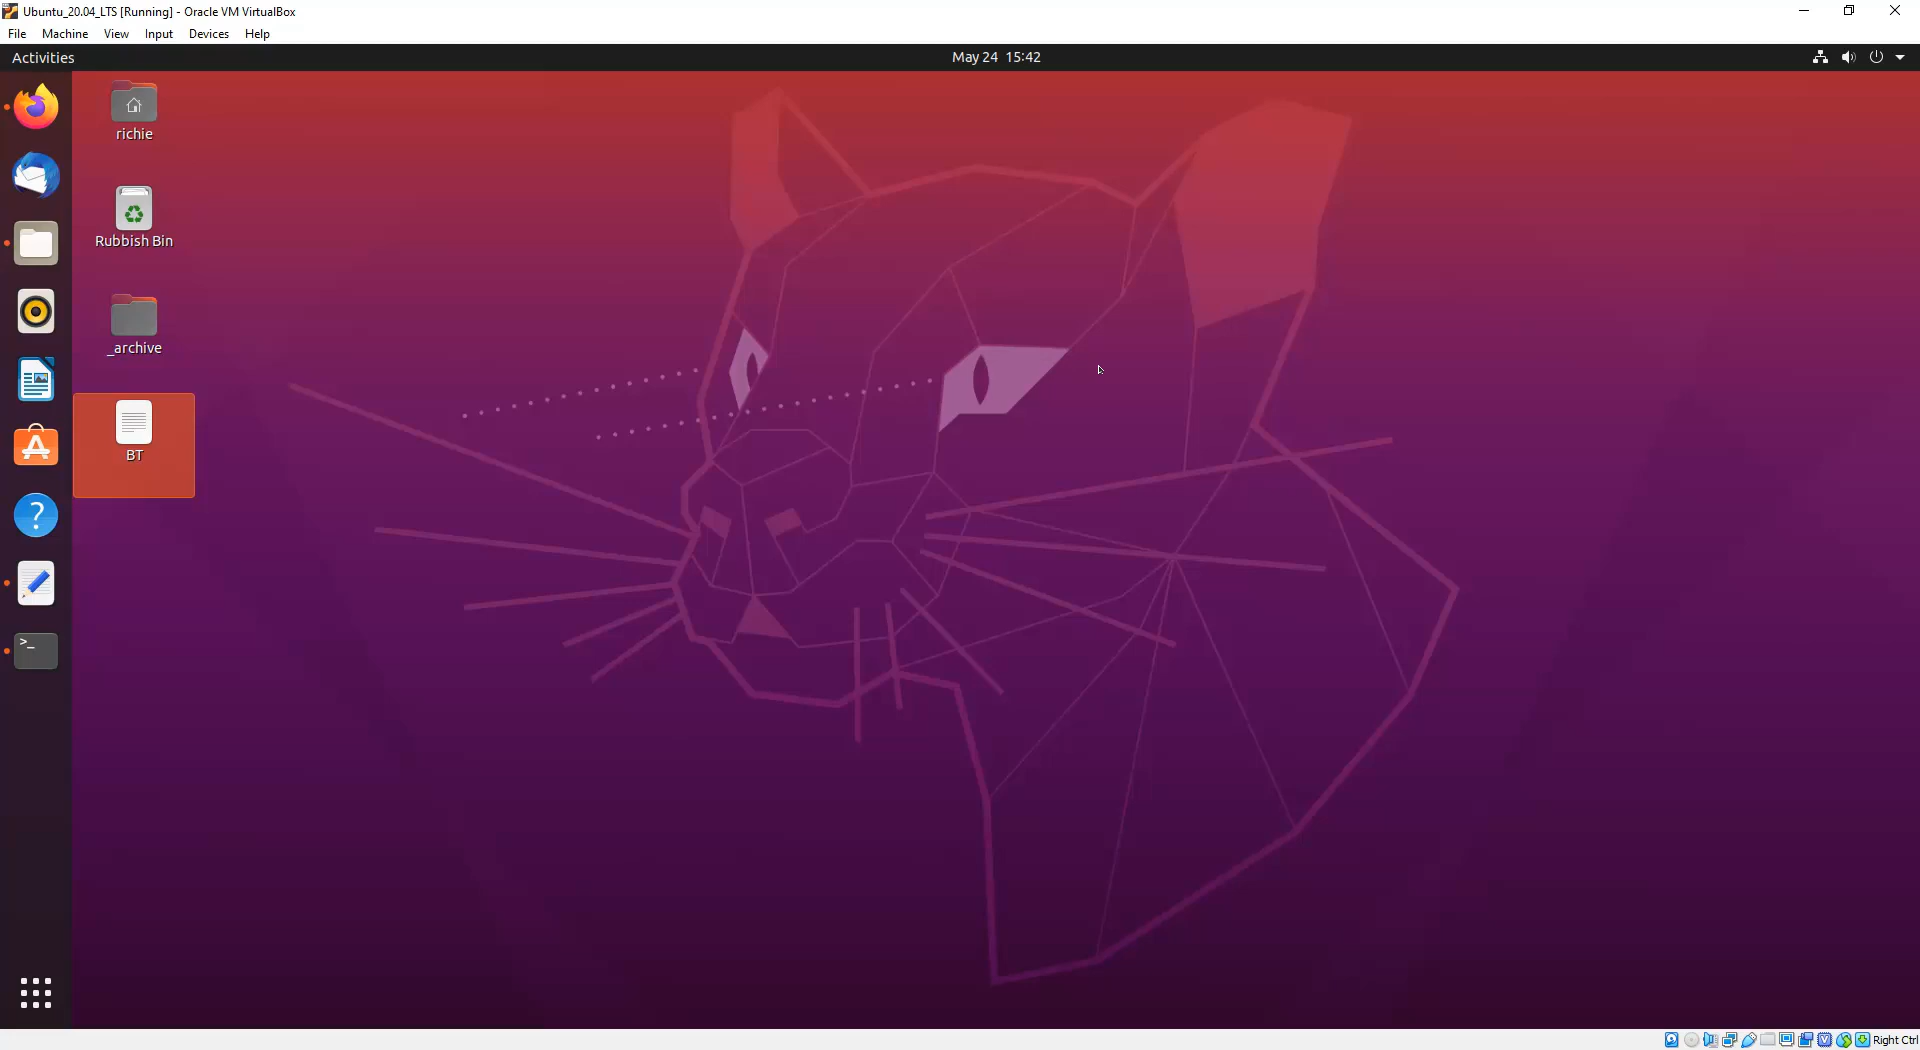 Ubuntu_20.04_LTS [Running] - Oracle VM VirtualBox
File Machine View Input Devices Help
Activities
May 24 15:42
richie
Rubbish Bin
_archive
BT
Right Ctrl